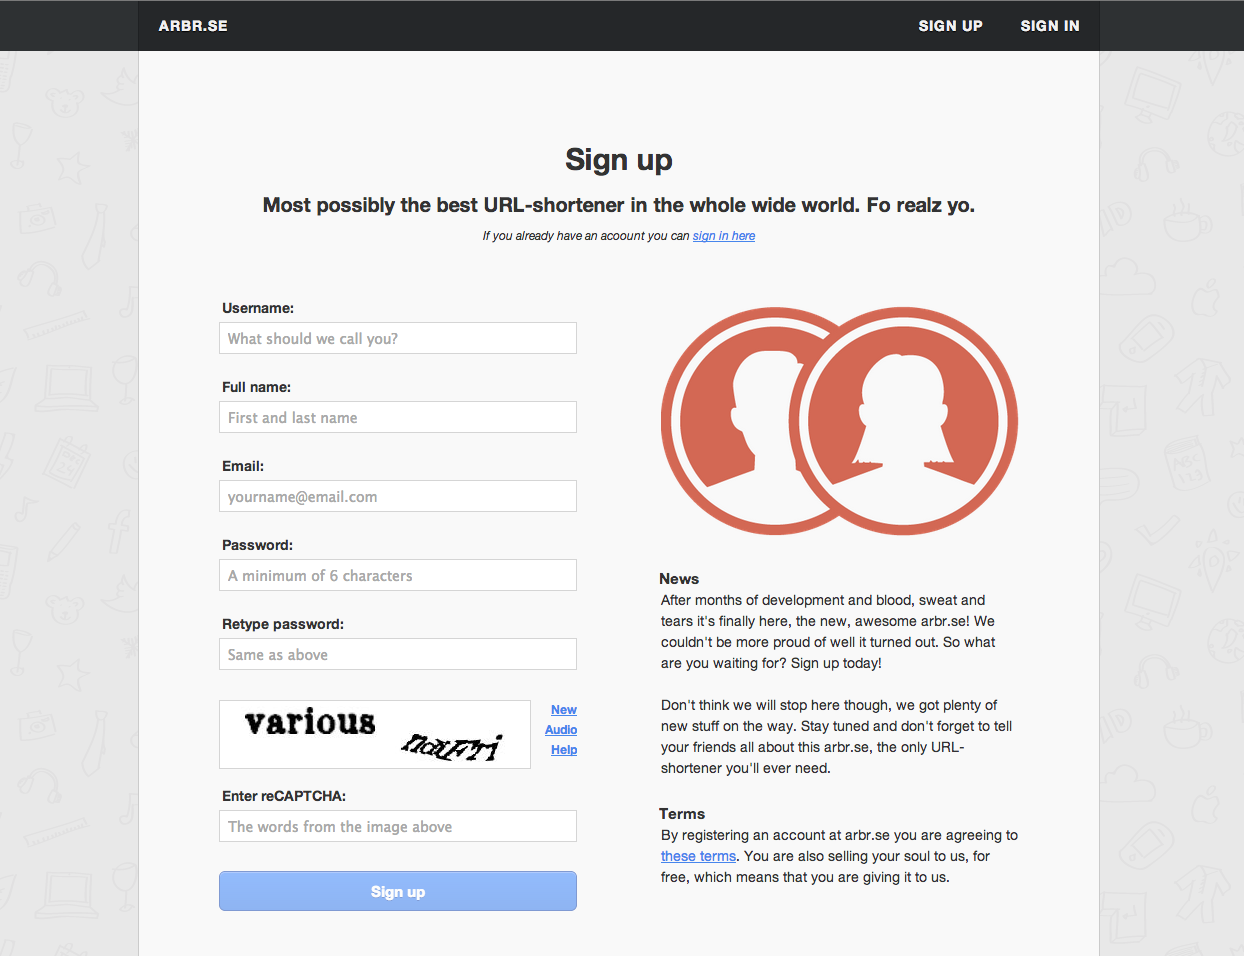 ARBR.SE
SIGN UP
SIGN IN
Sign up
Most possibly the best URL-shortener in the whole wide world. Fo realz yo.
If you already have an acoount you can sign in here
Username:
What should we call you?
Full name:
First and last name
Email:
yourname@email.com
Password:
A minimum of 6 characters
Retype password:
Same as above
various
New
Audio
Help
Enter reCAPTCHA:
The words from the image above
Sign up
News
After months of development and blood, sweat and
tears it's finally here, the new, awesome arbr.se! We
couldn't be more proud of well it turned out. So what
are you waiting for? Sign up today!
Don't think we will stop here though, we got plenty of
new stuff on the way. Stay tuned and don't forget to tell
your friends all about this arbr.se, the only URL-
shortener you'll ever need.
Terms
By registering an account at arbr.se you are agreeing to
these terms. You are also selling your soul to us, for
free, which means that you are giving it to us.